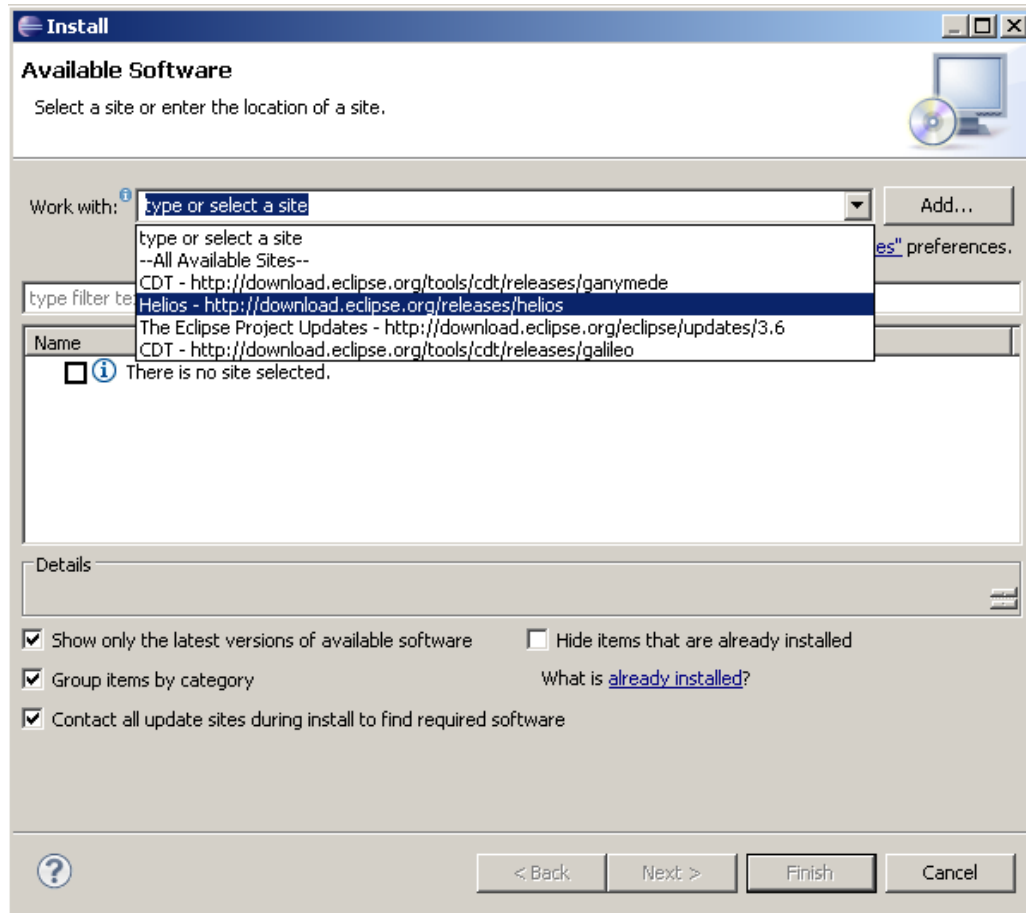 Install
Available Software
Select a site or enter the location of a site.
Work with: type or select a site Add...
type or select a site
es" preferences.
--All Available Sites--
CDT - http://download.eclipse.org/tools/cdt/releases/ganymede
type filter te
Helios - http://download.eclipse.org/releases/helios
The Eclipse Project Updates - http://download.eclipse.org/eclipse/updates/3.6
Name
CDT - http://download.eclipse.org/tools/cdt/releases/galileo
There is no site selected.
Details
Show only the latest versions of available software Hide items that are already installed
Group items by category What is already installed?
Contact all update sites during install to find required software
? < Back Next > Finish Cancel